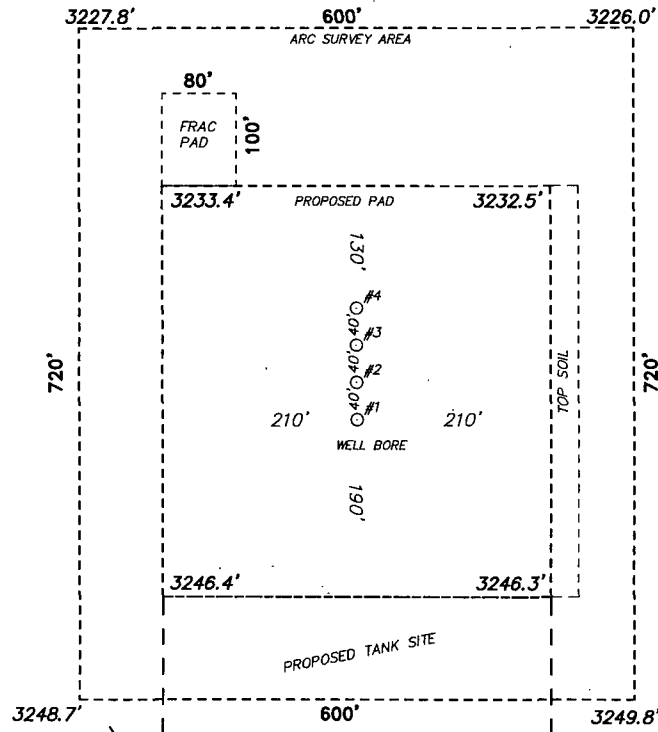 3227.8' 600' 3226.0'
ARC SURVEY AREA
80'
FRAC
PAD
100'
3233.4' PROPOSED PAD 3232.5'
130'
#4
40'
#3
40'
720' #2 720'
40'
TOP SOIL
210' #1 210'
WELL BORE
190'
3246.4' 3246.3'
PROPOSED TANK SITE
3248.7' 600' 3249.8'